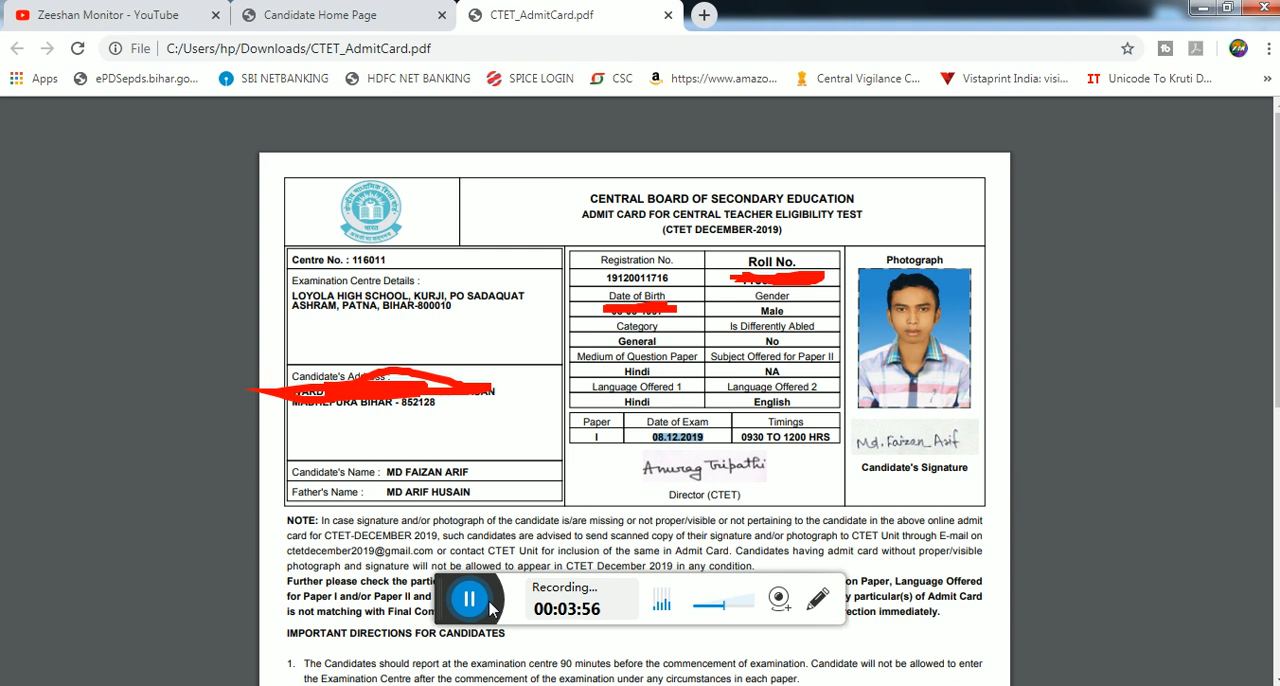 Zeeshan Monitor - YouTube
Candidate Home Page
CTET_AdmitCard.pdf
File
C:/Users/hp/Downloads/CTET_AdmitCard.pdf
Apps
ePDSepds.bihar.go...
SBI NETBANKING
HDFC NET BANKING
SPICE LOGIN
CSC
https://www.amazo...
Central Vigilance C...
Vistaprint India: visi...
IT Unicode To Kruti D...
CENTRAL BOARD OF SECONDARY EDUCATION
ADMIT CARD FOR CENTRAL TEACHER ELIGIBILITY TEST
(CTET DECEMBER-2019)
Centre No. : 116011
Examination Centre Details :
LOYOLA HIGH SCHOOL, KURJI, PO SADAQUAT
ASHRAM, PATNA, BIHAR-800010
Candidate's Address :
MADHEPURA BIHAR - 852128
Candidate's Name : MD FAIZAN ARIF
Father's Name : MD ARIF HUSAIN
Registration No.
Roll No.
19120011716
Date of Birth
Gender
Male
Category
Is Differently Abled
General
No
Medium of Question Paper
Subject Offered for Paper II
Hindi
NA
Language Offered 1
Language Offered 2
Hindi
English
Paper
Date of Exam
Timings
I
08.12.2019
0930 TO 1200 HRS
Anurag Tripathi
Director (CTET)
Photograph
Md. Faizan Arif
Candidate's Signature
NOTE: In case signature and/or photograph of the candidate is/are missing or not proper/visible or not pertaining to the candidate in the above online admit
card for CTET-DECEMBER 2019, such candidates are advised to send scanned copy of their signature and/or photograph to CTET Unit through E-mail on
ctetdecember2019@gmail.com or contact CTET Unit for inclusion of the same in Admit Card. Candidates having admit card without proper/visible
photograph and signature will not be allowed to appear in CTET December 2019 in any condition.
Further please check the parti on Paper, Language Offered
for Paper I and/or Paper II and particular(s) of Admit Card
is not matching with Final Con ection immediately.
Recording...
00:03:56
IMPORTANT DIRECTIONS FOR CANDIDATES
1. The Candidates should report at the examination centre 90 minutes before the commencement of examination. Candidate will not be allowed to enter
the Examination Centre after the commencement of the examination under any circumstances in each paper.